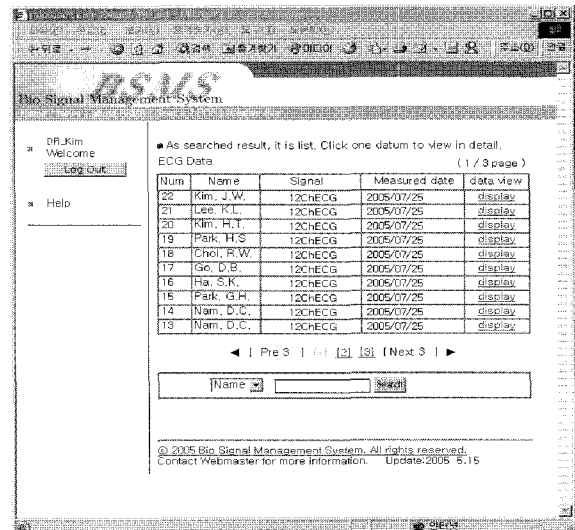 BSMS
Bio Signal Management System
DR_Kim
Welcome
Log Out
Help
As searched result, it is list. Click one datum to view in detail.
ECG Data ( 1 / 3 page )
Num Name Signal Measured date data view
22 Kim, J.W. 12ChECG 2005/07/25 display
21 Lee, K.L. 12ChECG 2005/07/25 display
20 Kim, H.T. 12ChECG 2005/07/25 display
19 Park, H.S 12ChECG 2005/07/25 display
18 Choi, R.W. 12ChECG 2005/07/25 display
17 Go, D.B. 12ChECG 2005/07/25 display
16 Ha, S.K. 12ChECG 2005/07/25 display
15 Park, G.H. 12ChECG 2005/07/25 display
14 Nam, D.C. 12ChECG 2005/07/25 display
13 Nam, D.C. 12ChECG 2005/07/25 display
◀ [ Pre 3 ] [1] [2] [3] [ Next 3 ] ▶
Name Search
© 2005 Bio Signal Management System. All rights reserved.
Contact Webmaster for more information. Update:2005 5.15